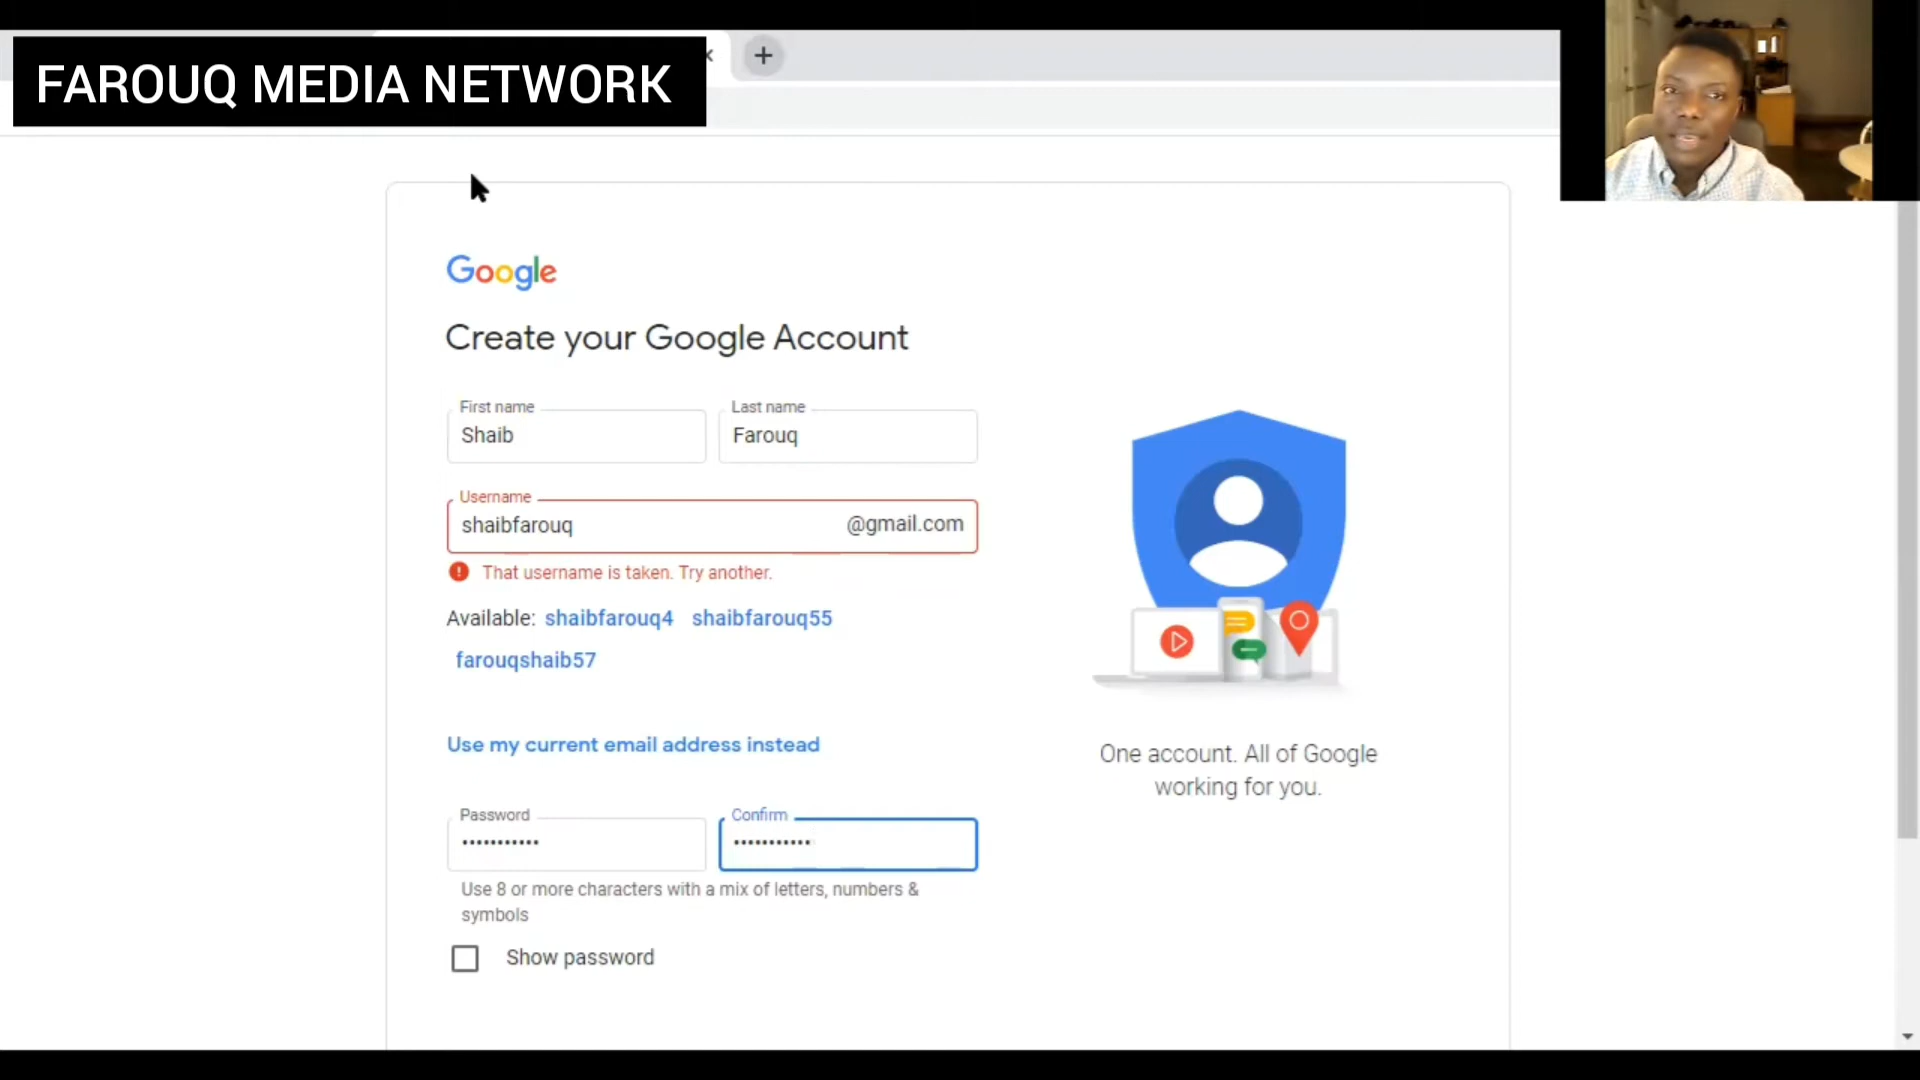 FAROUQ MEDIA NETWORK
Google
Create your Google Account
First name
Last name
Shaib
Farouq
Username
shaibfarouq
@gmail.com
That username is taken. Try another.
Available: shaibfarouq4 shaibfarouq55
farouqshaib57
Use my current email address instead
One account. All of Google
working for you.
Password
Confirm
Use 8 or more characters with a mix of letters, numbers &
symbols
Show password